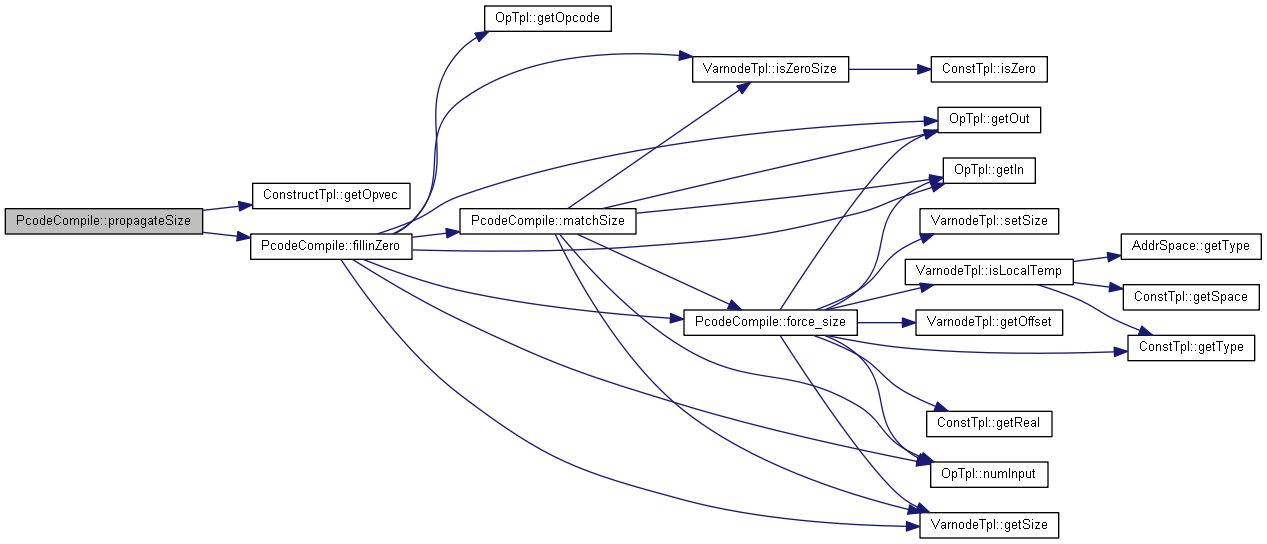 OpTpl::getOpcode
VarnodeTpl::isZeroSize
ConstTpl::isZero
OpTpl::getOut
OpTpl::getIn
ConstructTpl::getOpvec
PcodeCompile::propagateSize
PcodeCompile::matchSize
VarnodeTpl::setSize
PcodeCompile::fillinZero
AddrSpace::getType
VarnodeTpl::isLocalTemp
ConstTpl::getSpace
PcodeCompile::force_size
VarnodeTpl::getOffset
ConstTpl::getType
ConstTpl::getReal
OpTpl::numInput
VarnodeTpl::getSize